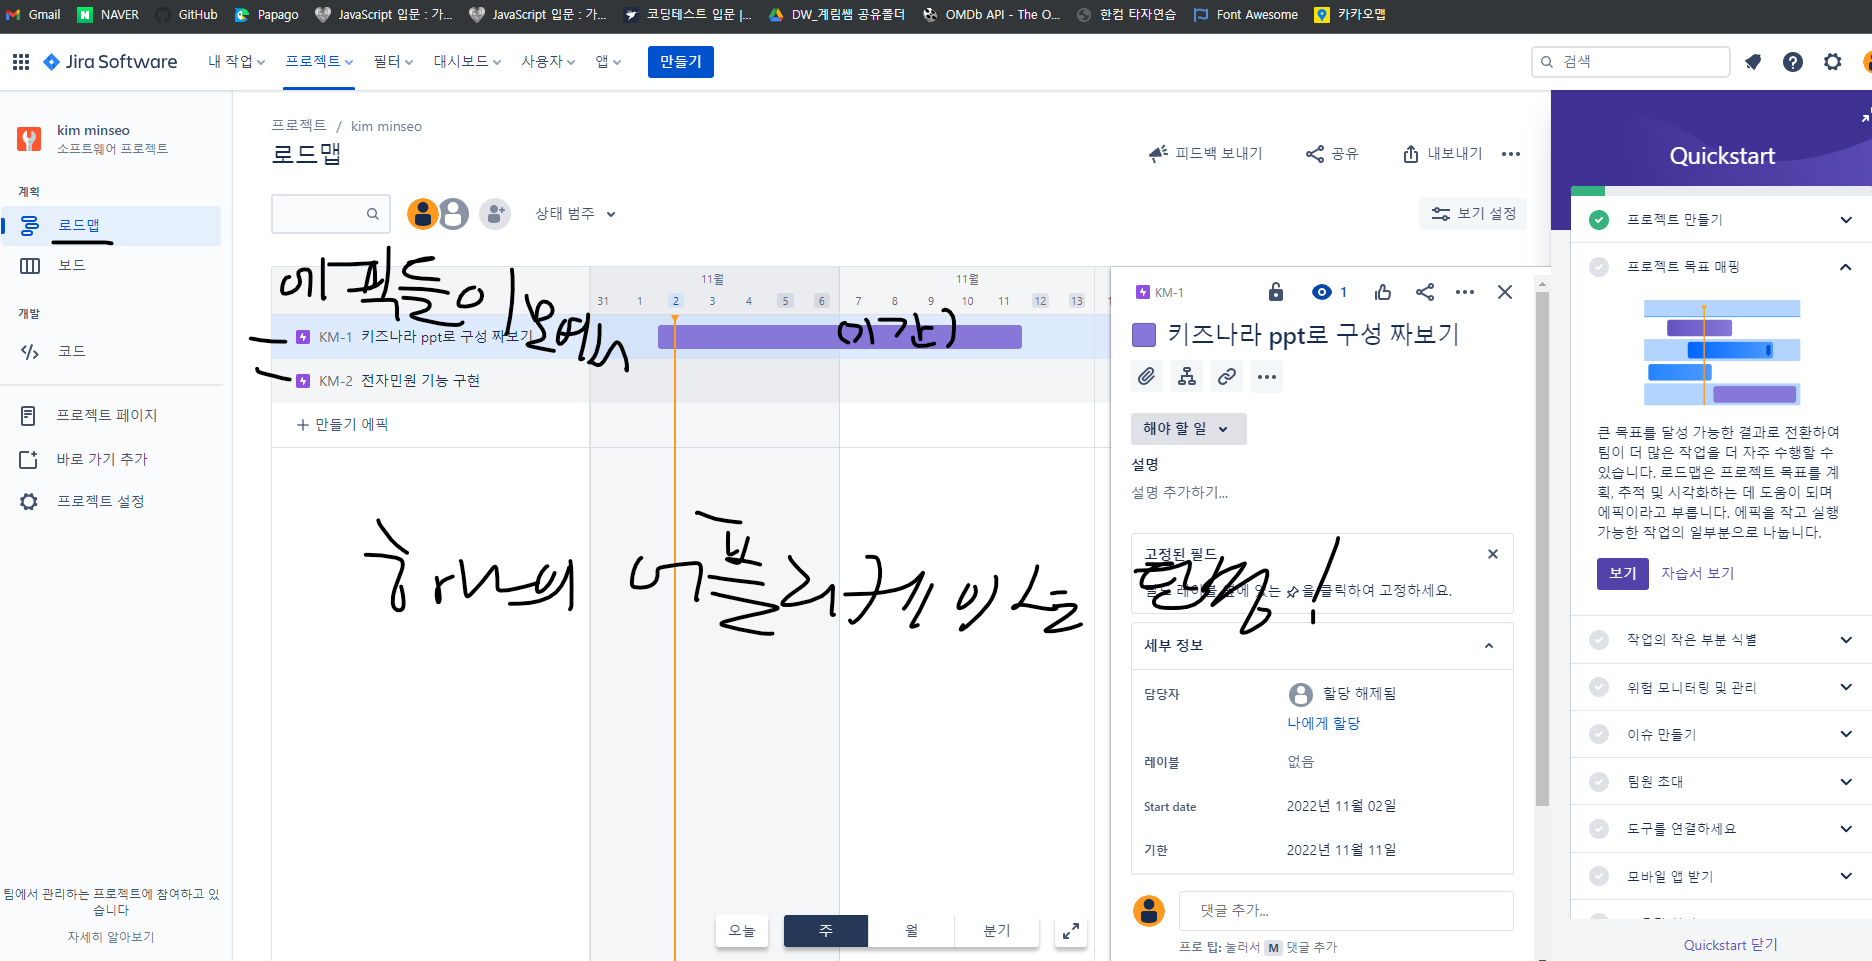 Gmail NAVER GitHub Papago JavaScript 입문 : 가... JavaScript 입문 : 가... 코딩테스트 입문 |... DW_계림쌤 공유폴더 OMDb API - The O... 한컴 타자연습 Font Awesome 카카오맵
Jira Software 내 작업 프로젝트 필터 대시보드 사용자 앱 만들기 검색
kim minseo
소프트웨어 프로젝트
계획
로드맵
보드
개발
코드
프로젝트 페이지
바로 가기 추가
프로젝트 설정
팀에서 관리하는 프로젝트에 참여하고 있
습니다
자세히 알아보기
프로젝트 / kim minseo
로드맵
피드백 보내기 공유 내보내기
상태 범주
보기 설정
11월 11월
31 1 2 3 4 5 6 7 8 9 10 11 12 13 1
에픽들이
KM-1 키즈나라 ppt로 구성 짜보기
KM-2 전자민원 기능 구현
만들기 에픽
하나의 어플리케이스
오늘 주 월 분기
KM-1 1
키즈나라 ppt로 구성 짜보기
해야 할 일
설명
설명 추가하기...
고정된 필드
을 클릭하여 고정하세요.
세부 정보
담당자 할당 해제됨
나에게 할당
레이블 없음
Start date 2022년 11월 02일
기한 2022년 11월 11일
댓글 추가...
프로 팁: 눌러서 M 댓글 추가
Quickstart
프로젝트 만들기
프로젝트 목표 매핑
큰 목표를 달성 가능한 결과로 전환하여
팀이 더 많은 작업을 더 자주 수행할 수
있습니다. 로드맵은 프로젝트 목표를 계
획, 추적 및 시각화하는 데 도움이 되며
에픽이라고 부릅니다. 에픽을 작고 실행
가능한 작업의 일부분으로 나눕니다.
보기 자습서 보기
작업의 작은 부분 식별
위험 모니터링 및 관리
이슈 만들기
팀원 초대
도구를 연결하세요
모바일 앱 받기
Quickstart 닫기